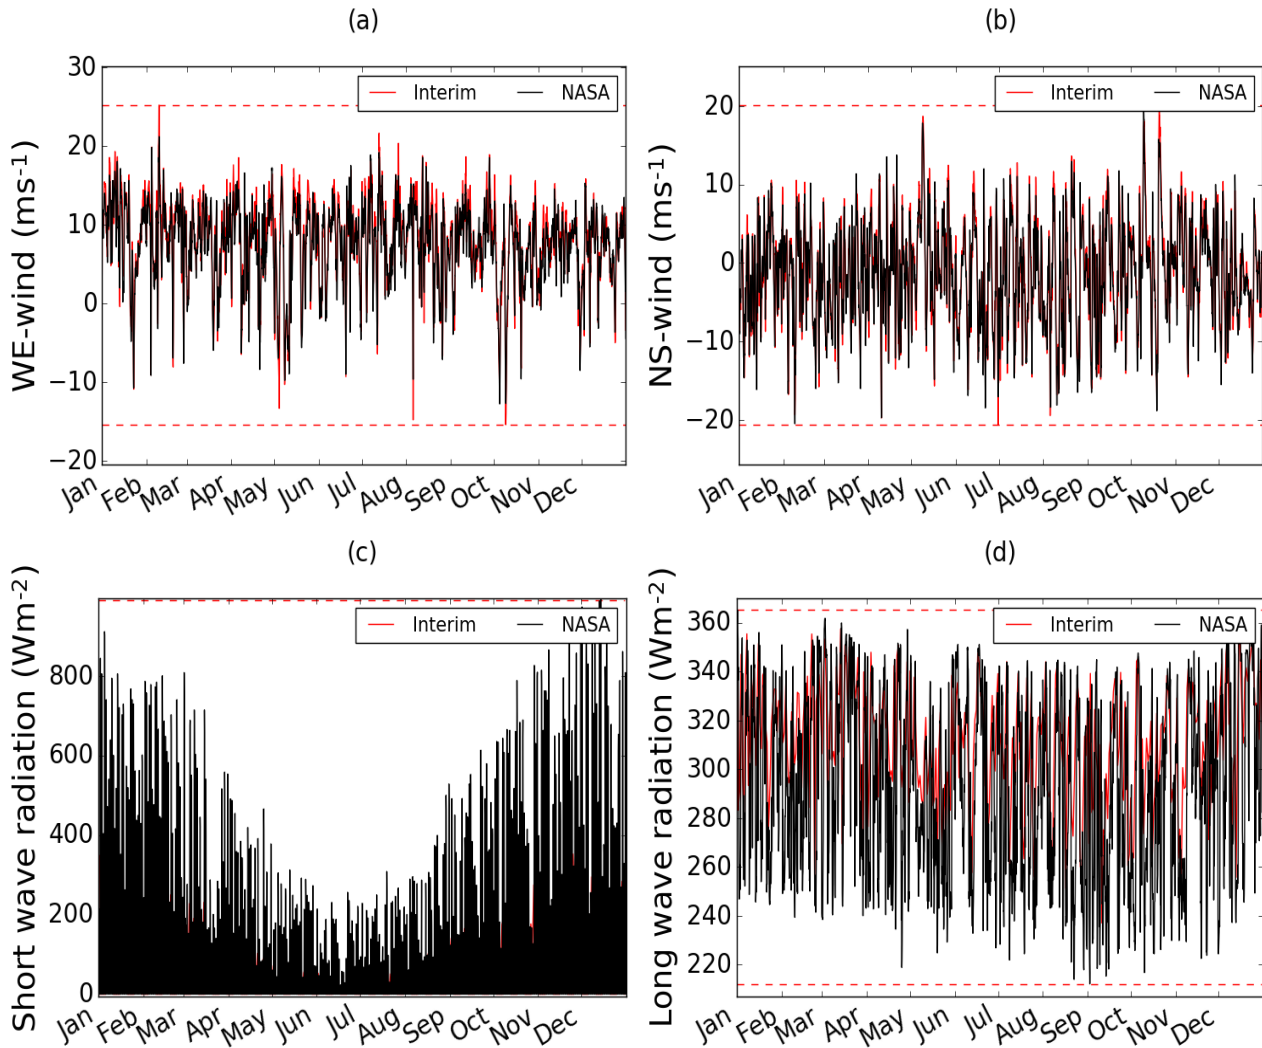 (a)
WE-wind (ms⁻¹)
30
20
10
0
−10
−20
Interim NASA
Jan Feb Mar Apr May Jun Jul Aug Sep Oct Nov Dec
(b)
NS-wind (ms⁻¹)
20
10
0
−10
−20
Interim NASA
Jan Feb Mar Apr May Jun Jul Aug Sep Oct Nov Dec
(c)
Short wave radiation (Wm⁻²)
800
600
400
200
0
Interim NASA
Jan Feb Mar Apr May Jun Jul Aug Sep Oct Nov Dec
(d)
Long wave radiation (Wm⁻²)
360
340
320
300
280
260
240
220
Interim NASA
Jan Feb Mar Apr May Jun Jul Aug Sep Oct Nov Dec